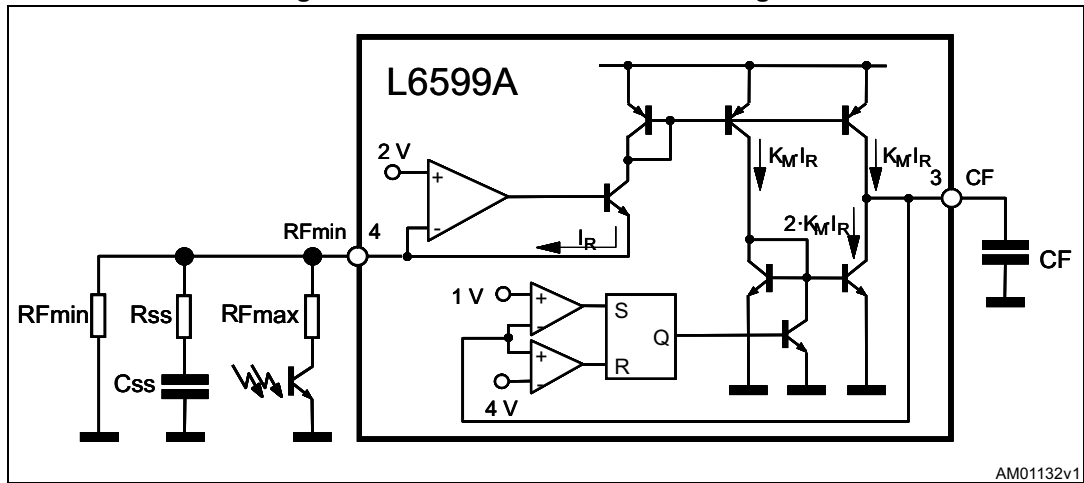 L6599A
2 V
+
-
K_M·I_R
K_M·I_R
3
CF
RFmin
4
I_R
2·K_M·I_R
CF
RFmin
Rss
RFmax
1 V
+
-
S
Q
Css
+
-
R
4 V
AM01132v1